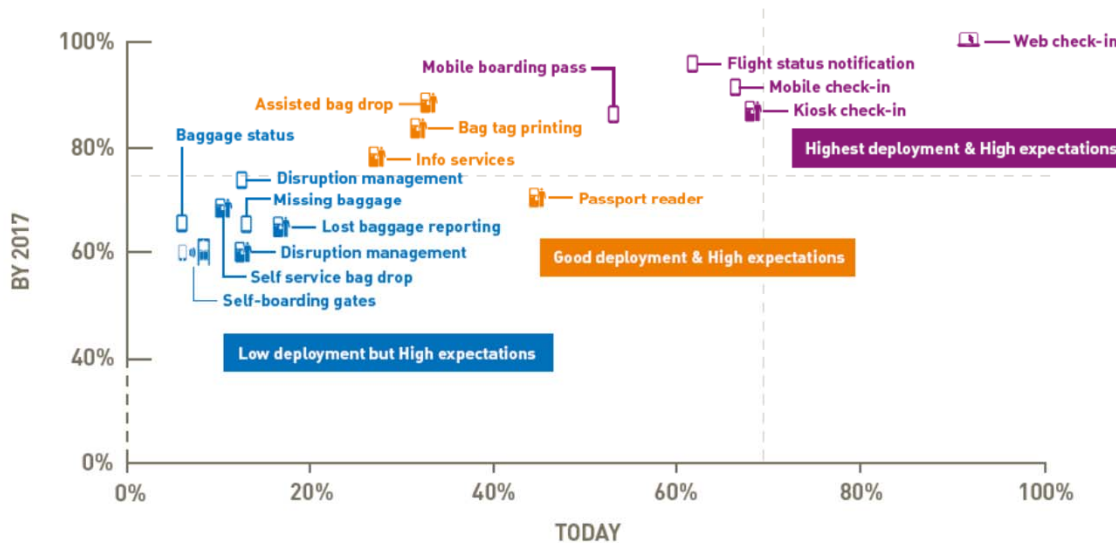 100%
Web check-in
Flight status notification
Mobile boarding pass
Mobile check-in
Assisted bag drop
Kiosk check-in
Bag tag printing
Baggage status
80%
Highest deployment & High expectations
Info services
Disruption management
Missing baggage
Passport reader
Lost baggage reporting
BY 2017
60%
Disruption management
Good deployment & High expectations
Self service bag drop
Self-boarding gates
40%
Low deployment but High expectations
0%
0%
20%
40%
60%
80%
100%
TODAY